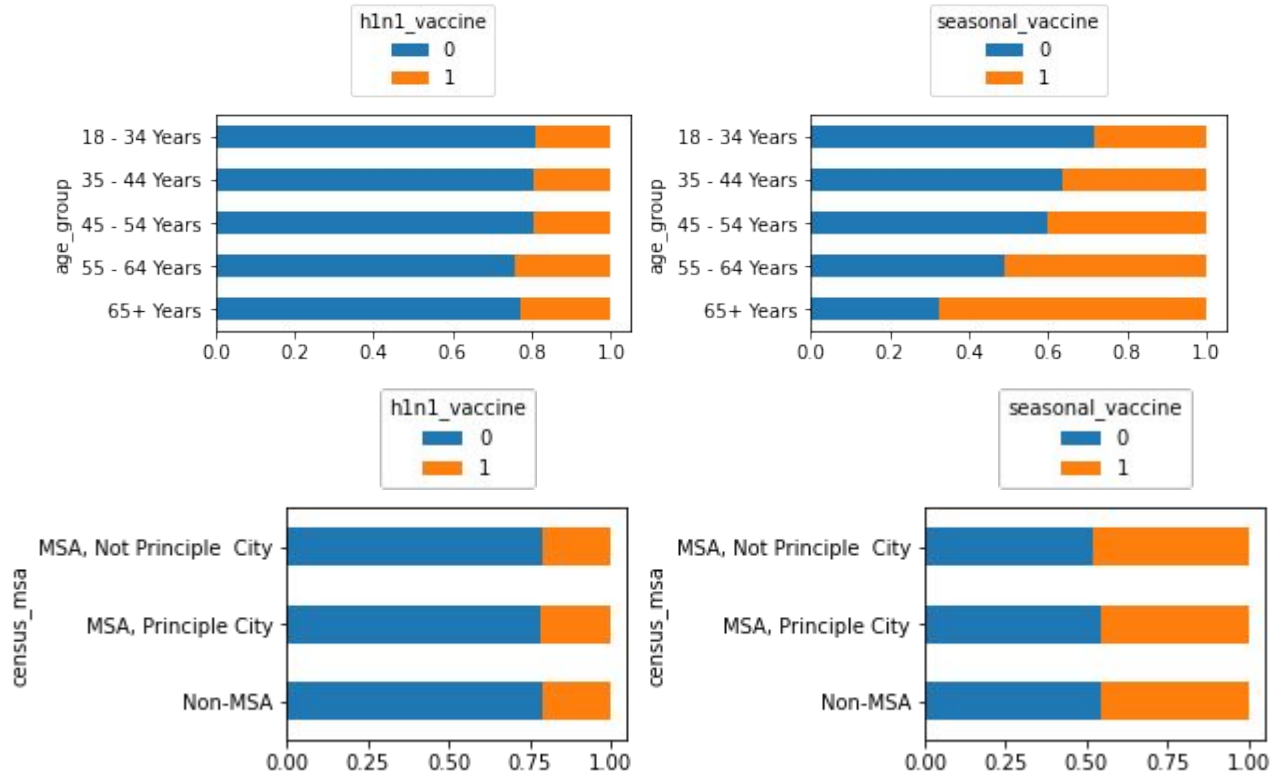 h1n1_vaccine
0
1
age_group
18 - 34 Years
35 - 44 Years
45 - 54 Years
55 - 64 Years
65+ Years
0.0 0.2 0.4 0.6 0.8 1.0
seasonal_vaccine
0
1
age_group
18 - 34 Years
35 - 44 Years
45 - 54 Years
55 - 64 Years
65+ Years
0.0 0.2 0.4 0.6 0.8 1.0
h1n1_vaccine
0
1
census_msa
MSA, Not Principle  City
MSA, Principle City
Non-MSA
0.00 0.25 0.50 0.75 1.00
seasonal_vaccine
0
1
census_msa
MSA, Not Principle  City
MSA, Principle City
Non-MSA
0.00 0.25 0.50 0.75 1.00